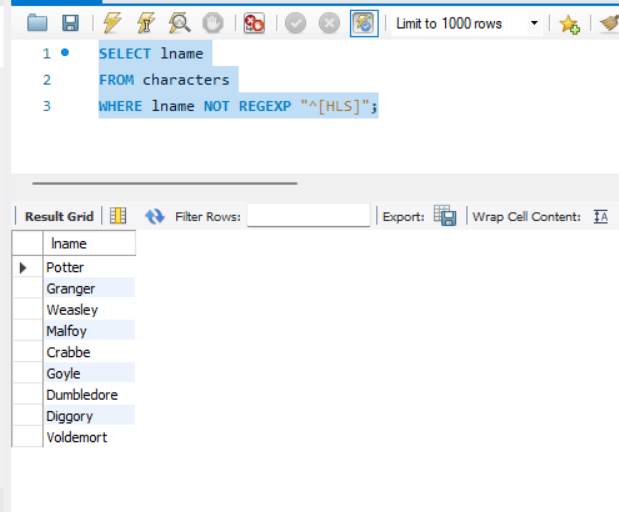 Limit to 1000 rows
1 SELECT lname
2 FROM characters
3 WHERE lname NOT REGEXP "^[HLS]";
Result Grid Filter Rows: Export: Wrap Cell Content: IA
lname
Potter
Granger
Weasley
Malfoy
Crabbe
Goyle
Dumbledore
Diggory
Voldemort